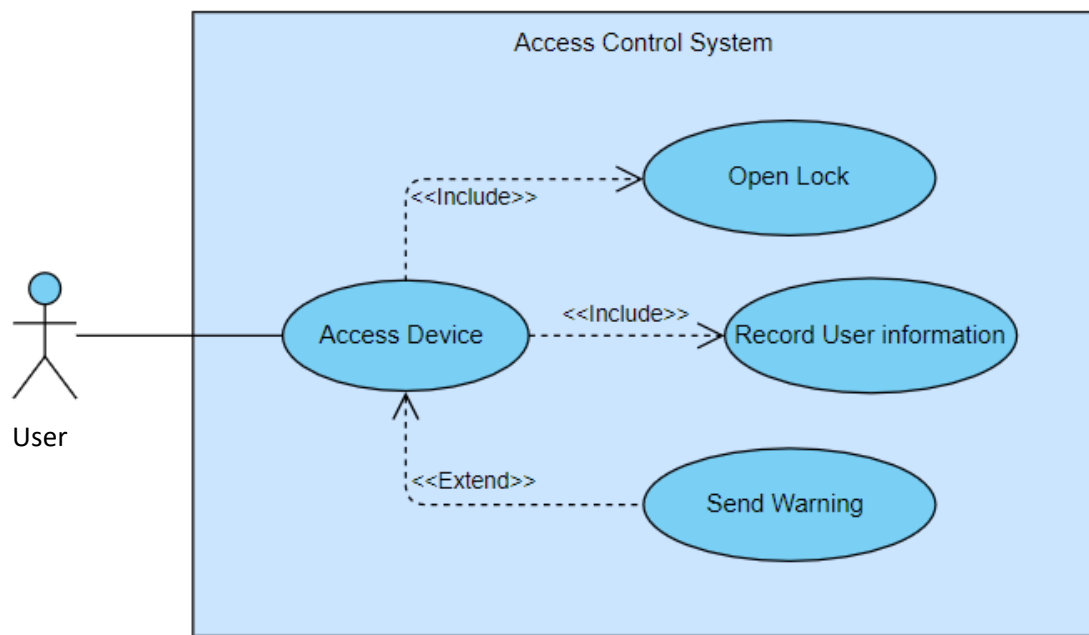 Access Control System
Open Lock
<<Include>>
<<Include>>
Access Device
Record User information
User
<<Extend>>
Send Warning